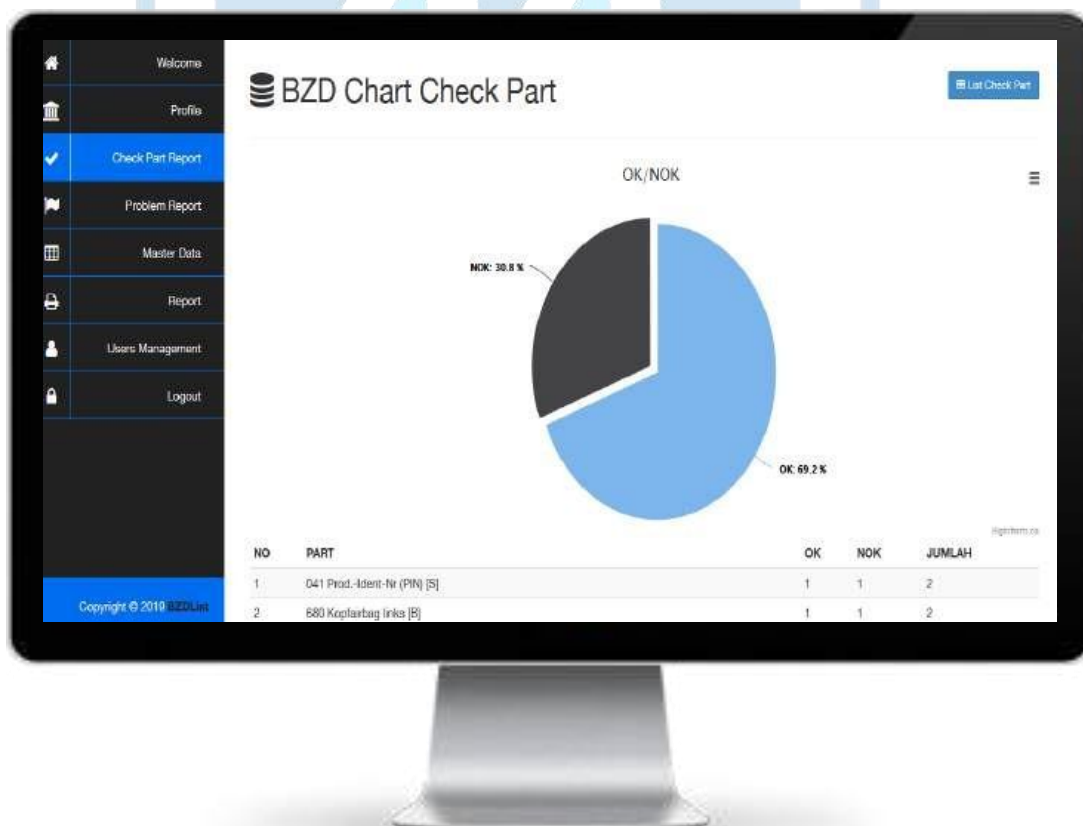 Welcome
Profile
Check Part Report
Problem Report
Master Data
Report
Users Management
Logout
Copyright © 2019 BZDList
BZD Chart Check Part
List Check Part
OK/NOK
NOK: 30.8 %
OK: 69.2 %
NO PART OK NOK JUMLAH
1 041 Prod.-Ident-Nr (PIN) [S] 1 1 2
2 680 Kopfairbag links [B] 1 1 2